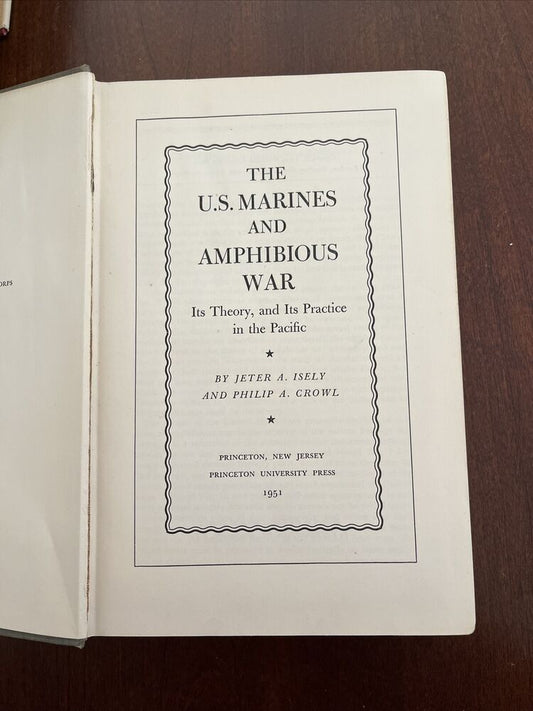 THE
U.S. MARINES
AND
AMPHIBIOUS
WAR
Its Theory, and Its Practice
in the Pacific
BY JETER A. ISELY
AND PHILIP A. CROWL
PRINCETON, NEW JERSEY
PRINCETON UNIVERSITY PRESS
1951